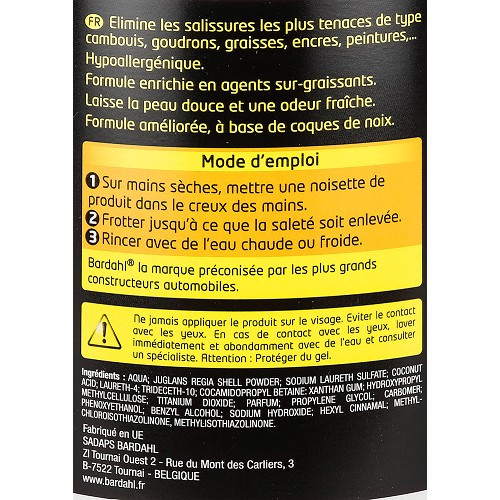 FR Elimine les salissures les plus tenaces de type
cambouis, goudrons, graisses, encres, peintures,...
Hypoallergénique.
Formule enrichie en agents sur-graissants.
Laisse la peau douce et une odeur fraîche.
Formule améliorée, à base de coques de noix.
Mode d'emploi
1 Sur mains sèches, mettre une noisette de
produit dans le creux des mains.
2 Frotter jusqu'à ce que la saleté soit enlevée.
3 Rincer avec de l'eau chaude ou froide.
Bardahl® la marque préconisée par les plus grands
constructeurs automobiles.
Ne jamais appliquer le produit sur le visage. Eviter le contact
avec les yeux. En cas de contact avec les yeux, laver
immédiatement et abondamment avec de l'eau et consulter
un spécialiste. Attention : Protéger du gel.
Ingrédients : AQUA; JUGLANS REGIA SHELL POWDER; SODIUM LAURETH SULFATE; COCONUT
ACID; LAURETH-4; TRIDECETH-10; COCAMIDOPROPYL BETAINE: XANTHAN GUM; HYDROXYPROPYL
METHYLCELLULOSE; TITANIUM DIOXIDE; PARFUM; PROPYLENE GLYCOL; CARBOMER;
PHENOXYETHANOL; BENZYL ALCOHOL; SODIUM HYDROXIDE; HEXYL CINNAMAL; METHYL-
CHLOROISOTHIAZOLINONE, METHYLISOTHIAZOLINONE.
Fabriqué en UE
SADAPS BARDAHL
ZI Tournai Ouest 2 - Rue du Mont des Carliers, 3
B-7522 Tournai - BELGIQUE
www.bardahl.fr